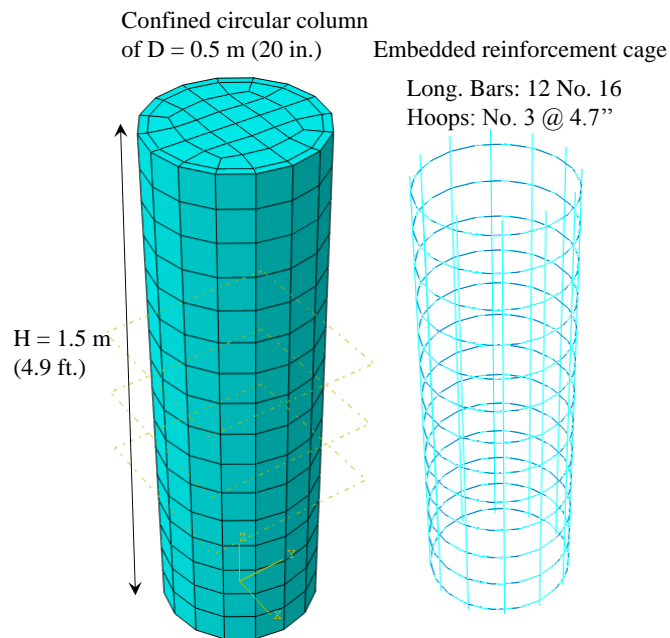 Confined circular column
of D = 0.5 m (20 in.)
Embedded reinforcement cage
Long. Bars: 12 No. 16
Hoops: No. 3 @ 4.7’’
H = 1.5 m
(4.9 ft.)
Z
Y
X